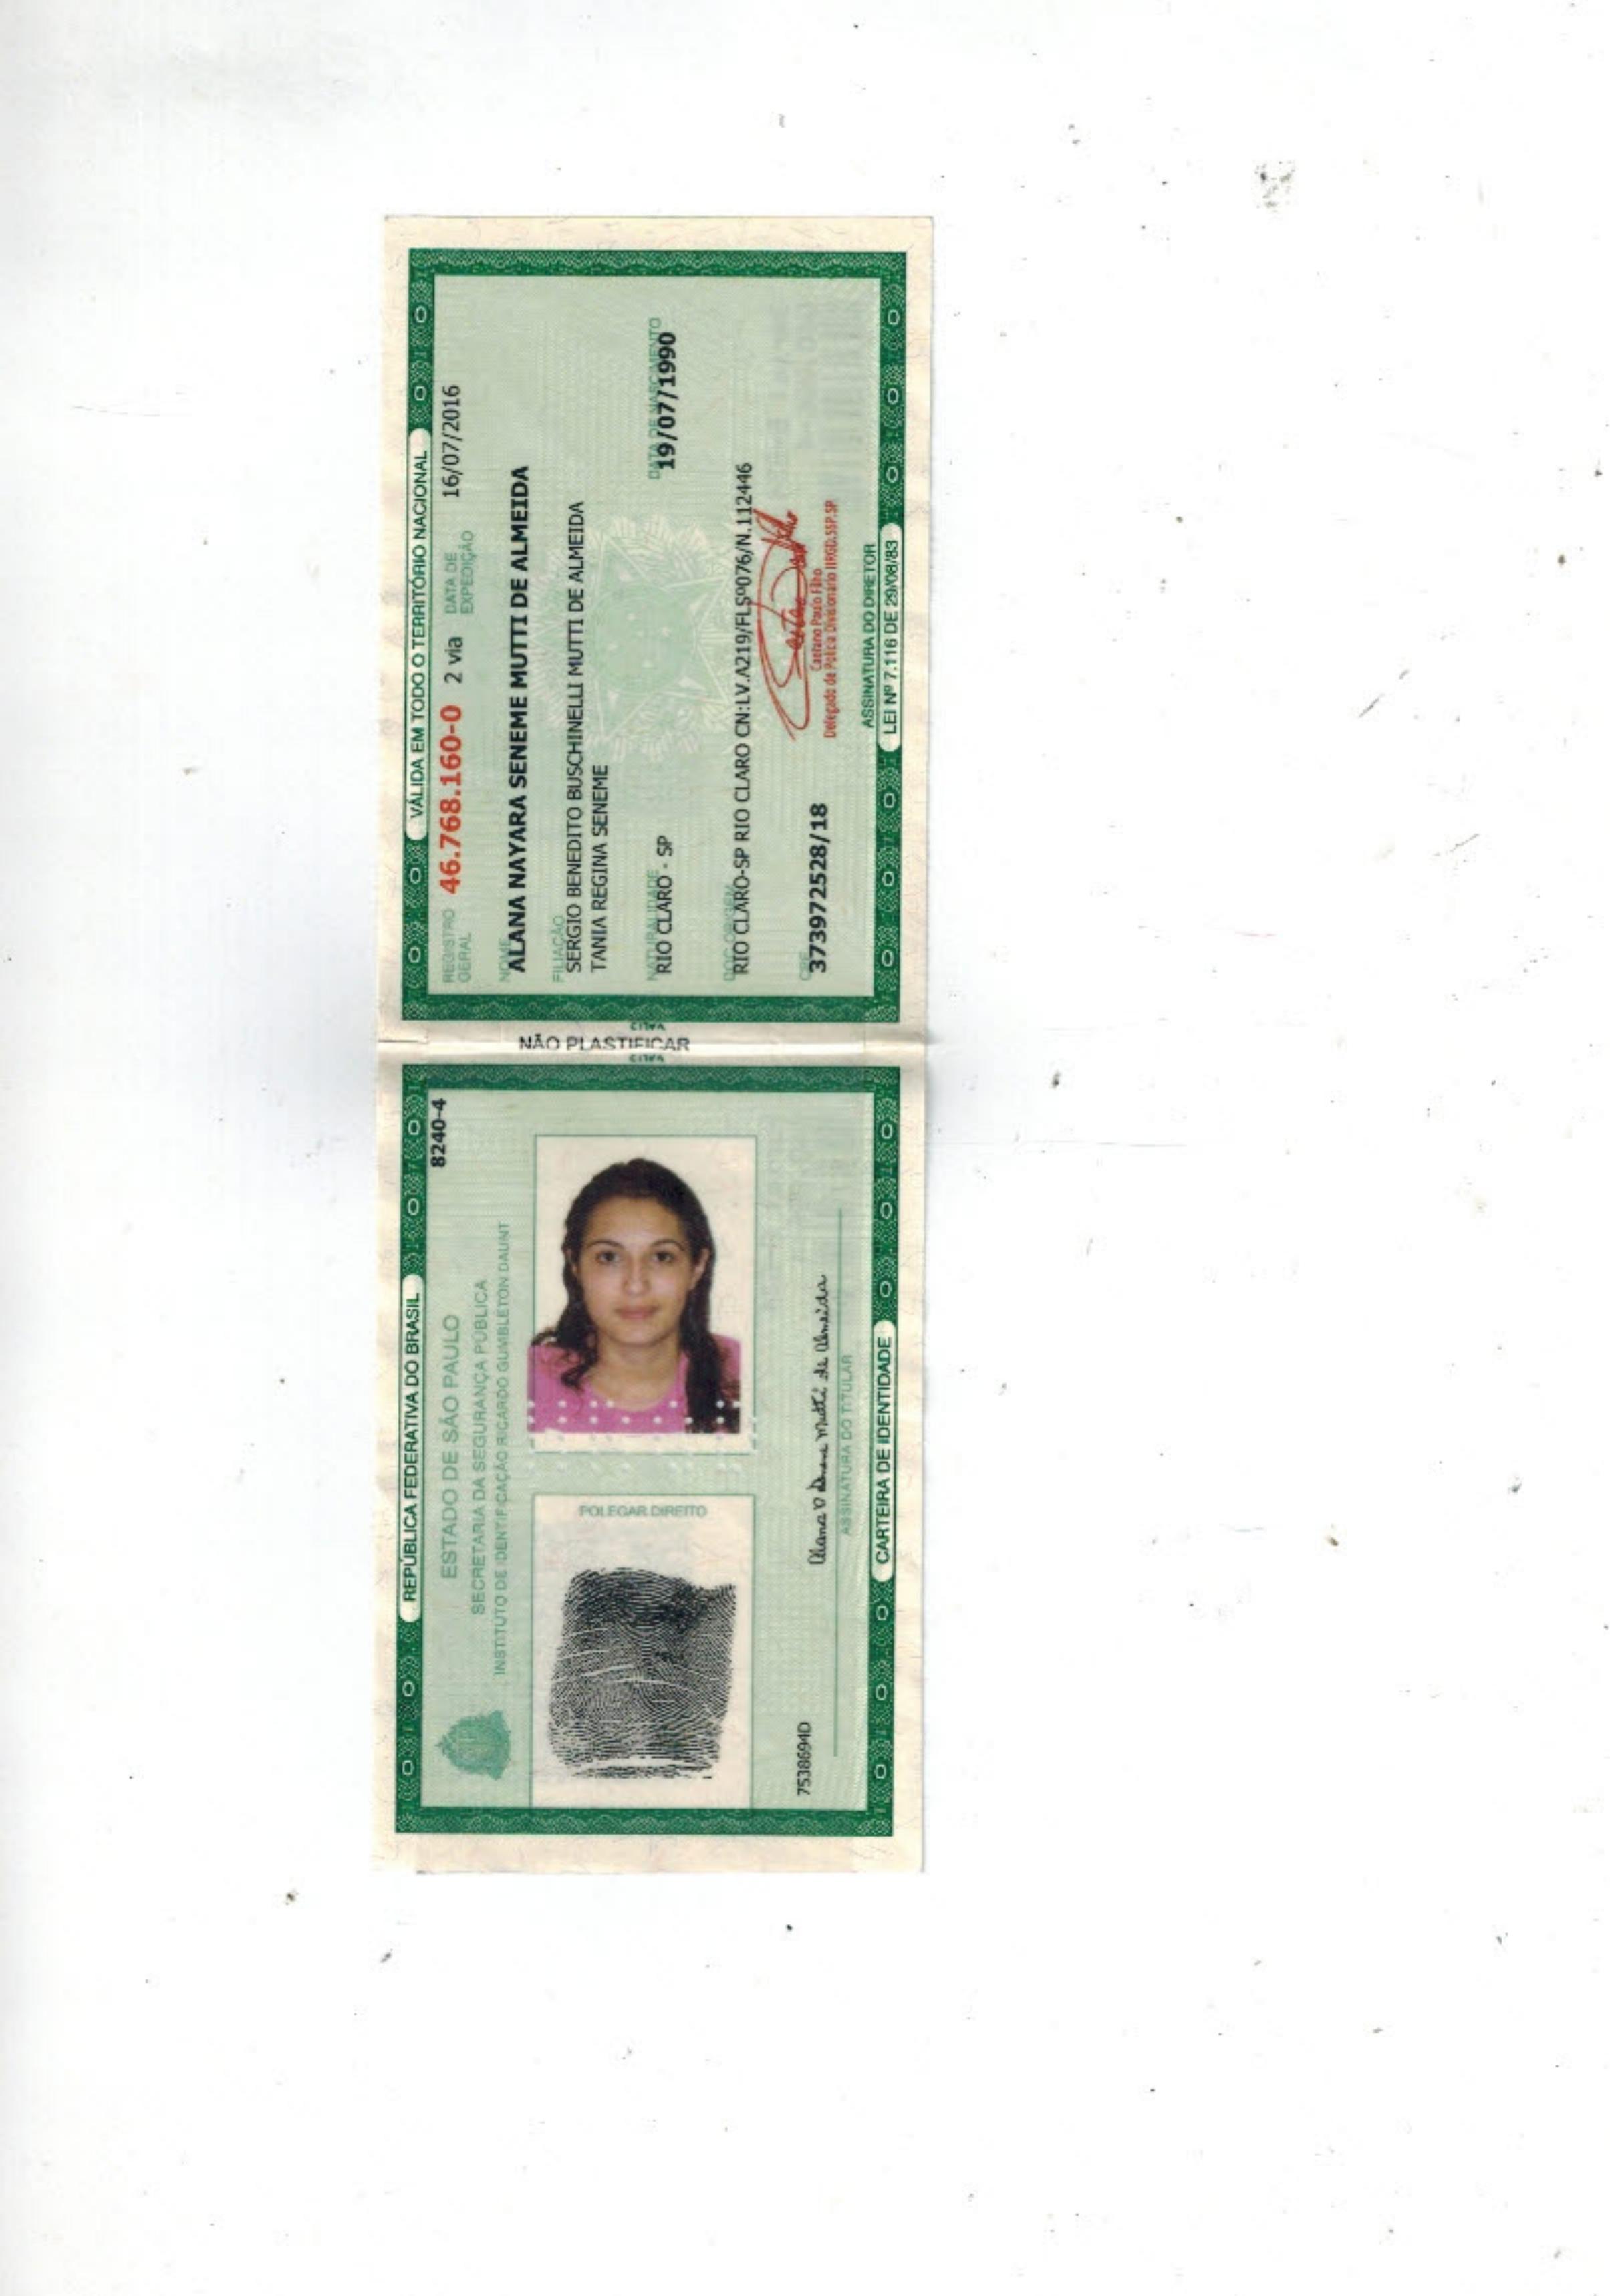 VÁLIDA EM TODO O TERRITÓRIO NACIONAL
REGISTRO GERAL 46.768.160-0 2 via DATA DE EXPEDIÇÃO 16/07/2016
NOME
ALANA NAYARA SENEME MUTTI DE ALMEIDA
FILIAÇÃO
SERGIO BENEDITO BUSCHINELLI MUTTI DE ALMEIDA
TANIA REGINA SENEME
NATURALIDADE DATA DE NASCIMENTO
RIO CLARO - SP 19/07/1990
DOC ORIGEM
RIO CLARO-SP RIO CLARO CN:LV.A219/FLSº076/N.112446
CPF
373972528/18
Caetano Paulo Filho
Delegado de Polícia Divisionário IIRGD.SSP.SP
ASSINATURA DO DIRETOR
LEI Nº 7.116 DE 29/08/83
NÃO PLASTIFICAR
REPÚBLICA FEDERATIVA DO BRASIL
8240-4
ESTADO DE SÃO PAULO
SECRETARIA DA SEGURANÇA PÚBLICA
INSTITUTO DE IDENTIFICAÇÃO RICARDO GUMBLETON DAUNT
POLEGAR DIREITO
7538694D
Mutti de Almeida
ASSINATURA DO TITULAR
CARTEIRA DE IDENTIDADE